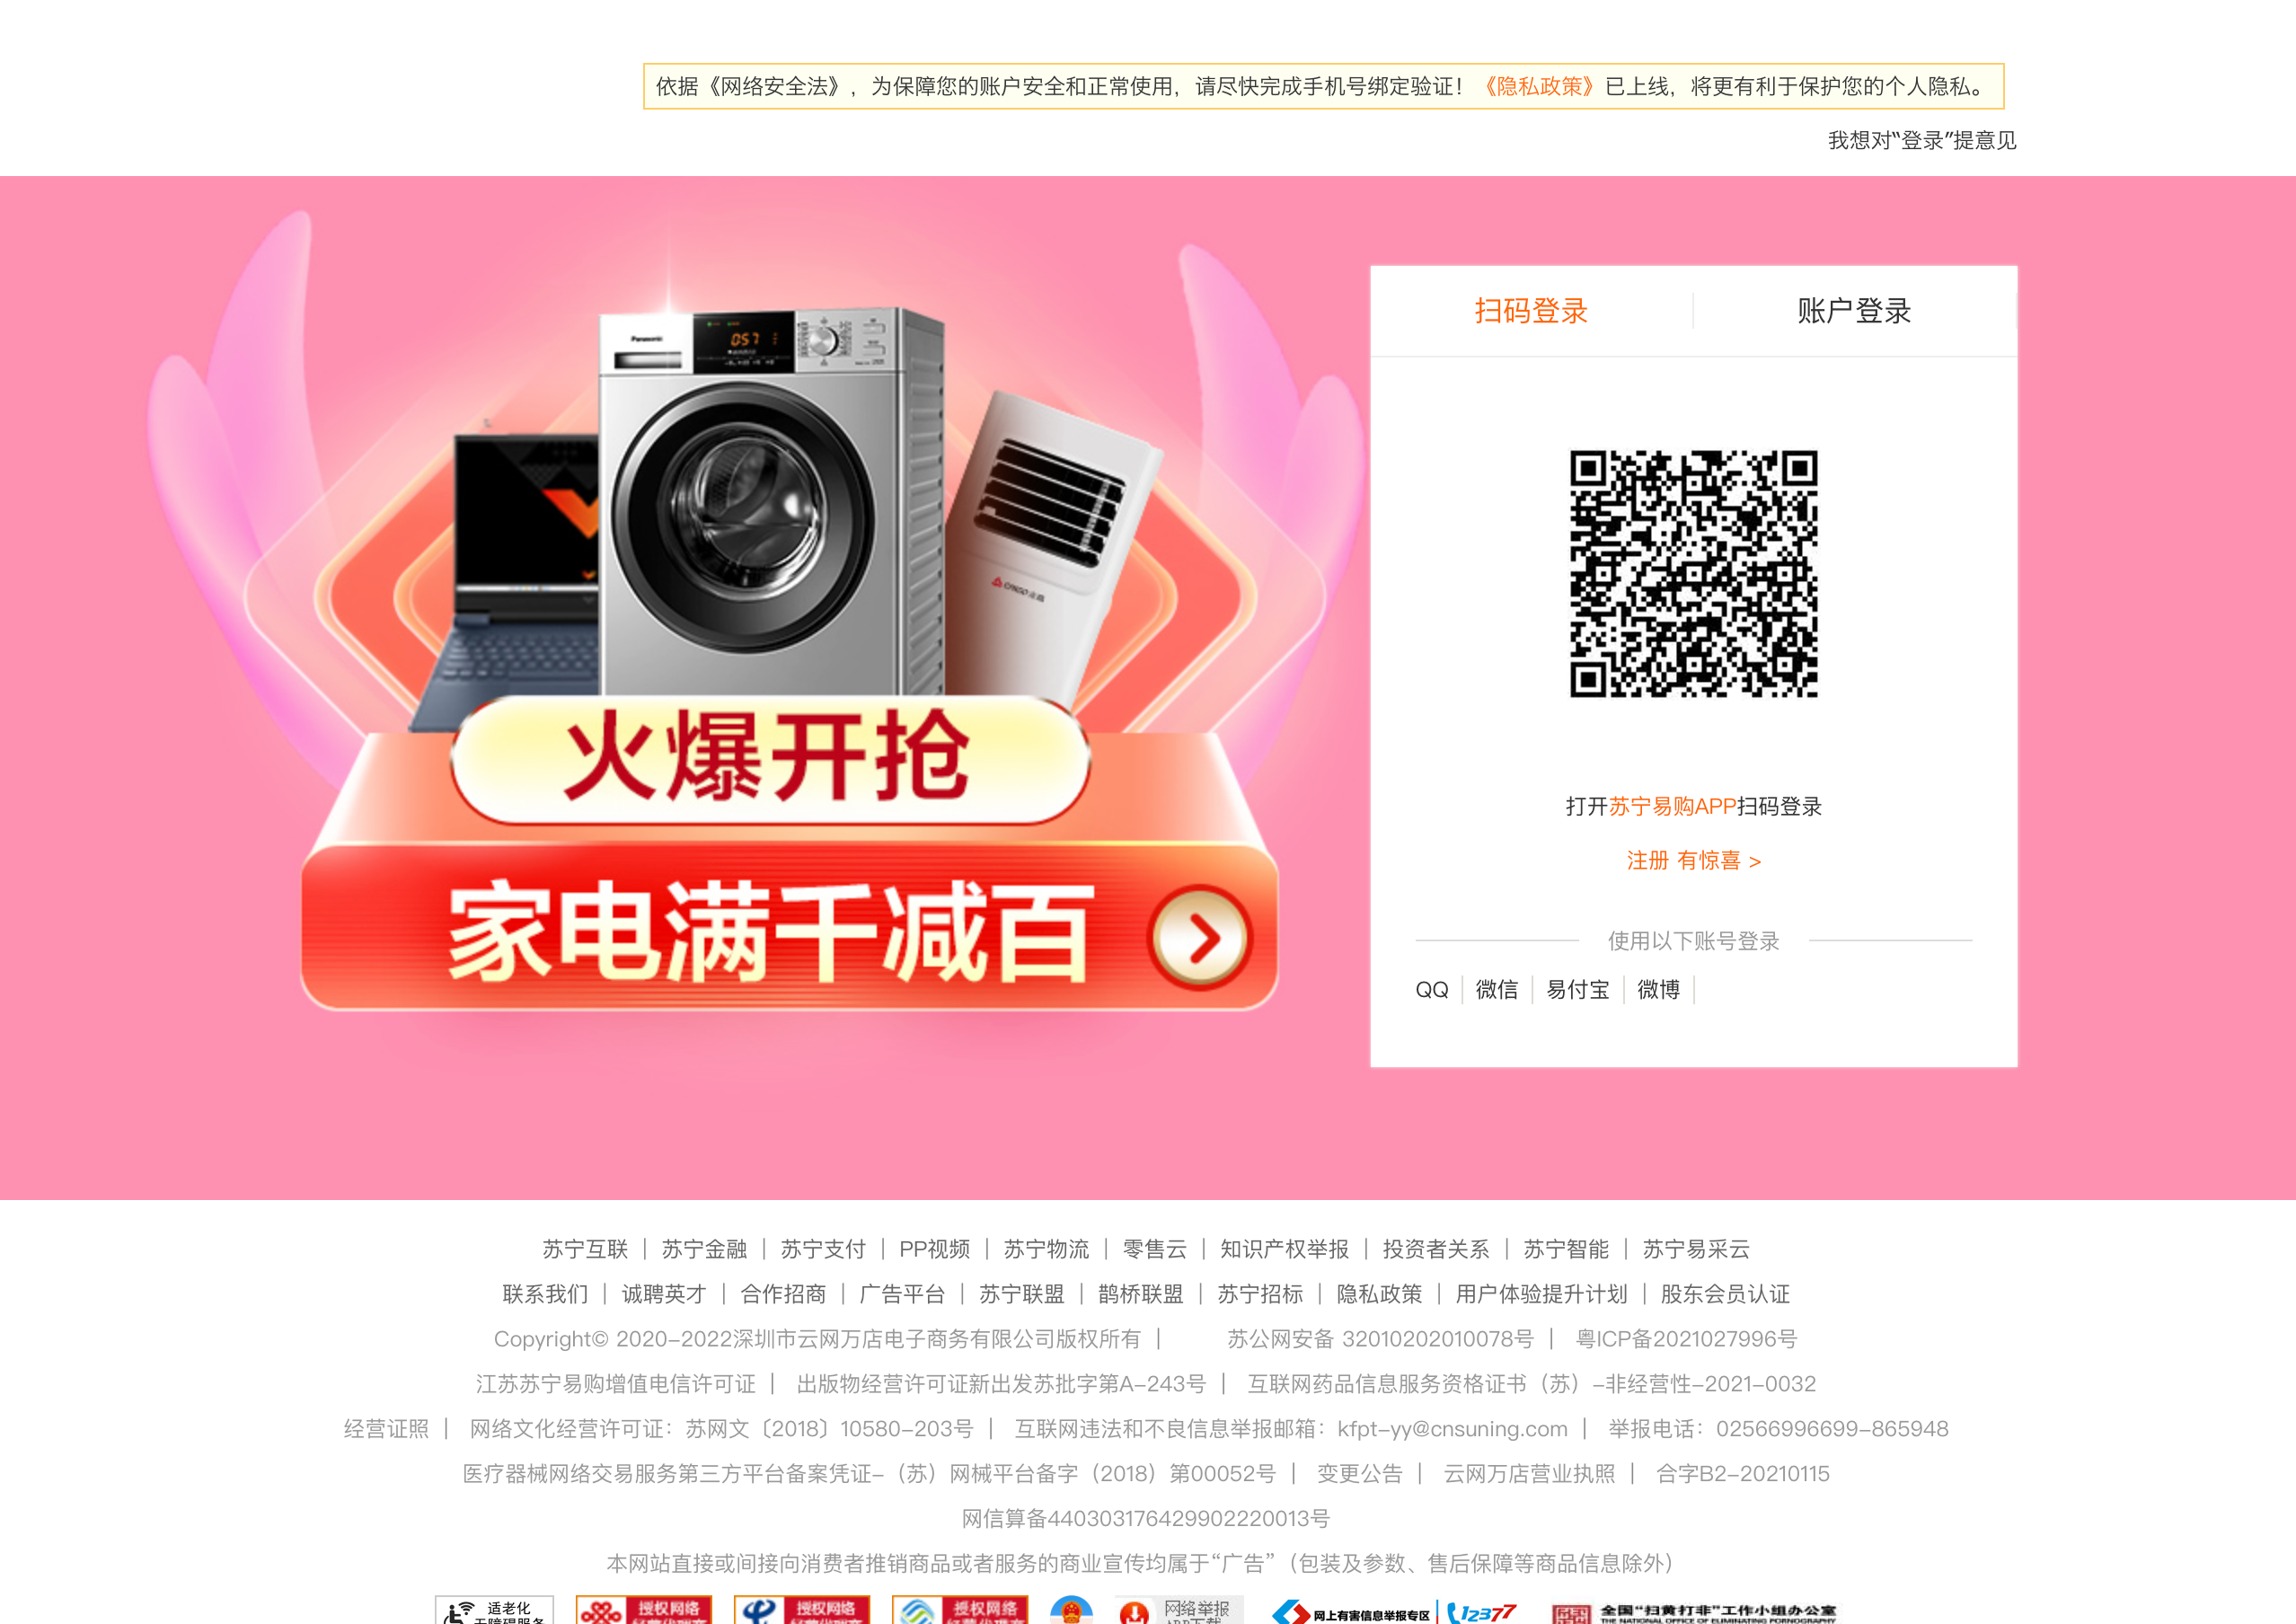 依据《网络安全法》，为保障您的账户安全和正常使用，请尽快完成手机号绑定验证！《隐私政策》已上线，将更有利于保护您的个人隐私。
我想对“登录”提意见
扫码登录 账户登录
Panasonic
057
火爆开抢
家电满千减百
打开苏宁易购APP扫码登录
注册 有惊喜 >
使用以下账号登录
QQ | 微信 | 易付宝 | 微博 |
苏宁互联 | 苏宁金融 | 苏宁支付 | PP视频 | 苏宁物流 | 零售云 | 知识产权举报 | 投资者关系 | 苏宁智能 | 苏宁易采云
联系我们 | 诚聘英才 | 合作招商 | 广告平台 | 苏宁联盟 | 鹊桥联盟 | 苏宁招标 | 隐私政策 | 用户体验提升计划 | 股东会员认证
Copyright© 2020-2022深圳市云网万店电子商务有限公司版权所有 | 苏公网安备 32010202010078号 | 粤ICP备2021027996号
江苏苏宁易购增值电信许可证 | 出版物经营许可证新出发苏批字第A-243号 | 互联网药品信息服务资格证书（苏）-非经营性-2021-0032
经营证照 | 网络文化经营许可证：苏网文〔2018〕10580-203号 | 互联网违法和不良信息举报邮箱：kfpt-yy@cnsuning.com | 举报电话：02566996699-865948
医疗器械网络交易服务第三方平台备案凭证-（苏）网械平台备字（2018）第00052号 | 变更公告 | 云网万店营业执照 | 合字B2-20210115
网信算备440303176429902220013号
本网站直接或间接向消费者推销商品或者服务的商业宣传均属于“广告”（包装及参数、售后保障等商品信息除外）
适老化 授权网络 授权网络 授权网络 网络举报 网上有害信息举报专区 12377 全国“扫黄打非”工作小组办公室